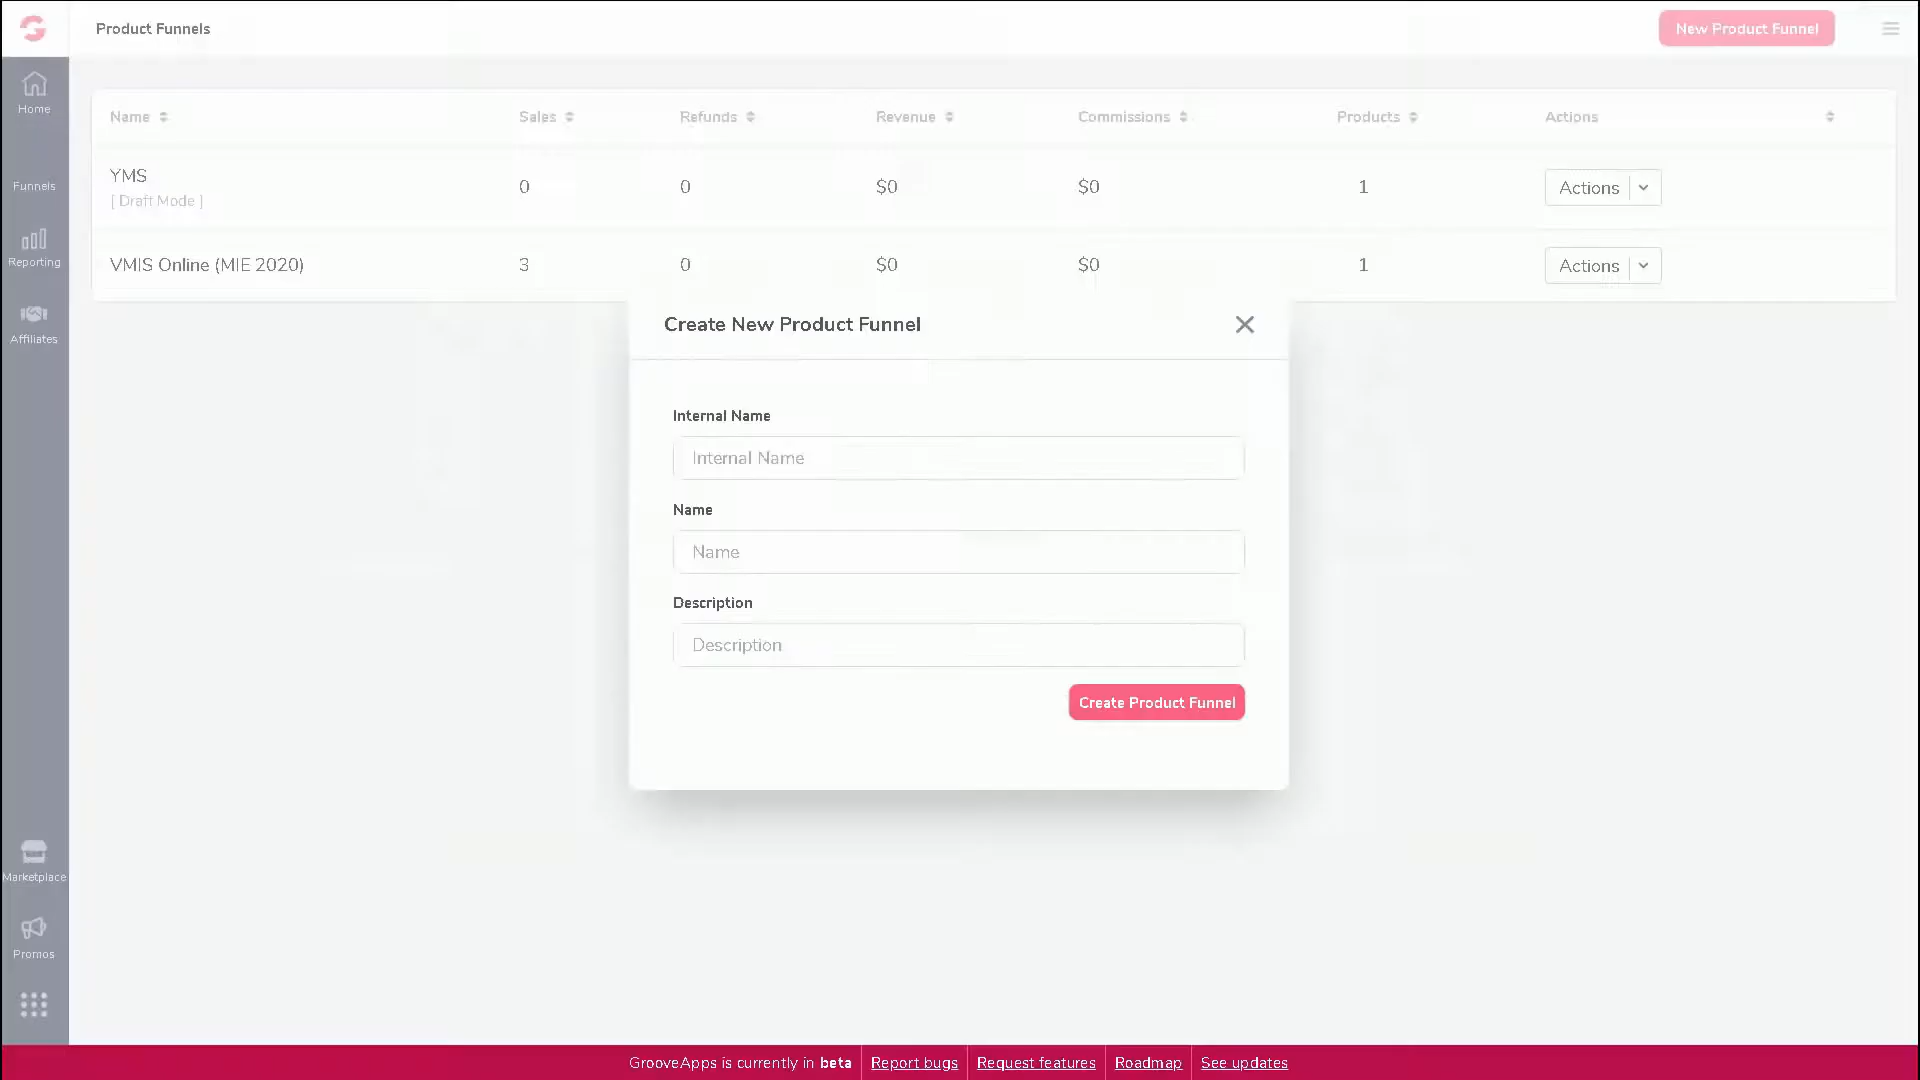 Product Funnels
New Product Funnel
Home
Funnels
Reporting
Affiliates
Marketplace
Promos
Name Sales Refunds Revenue Commissions Products Actions
YMS 0 0 $0 $0 1 Actions
[ Draft Mode ]
VMIS Online (MIE 2020) 3 0 $0 $0 1 Actions
Create New Product Funnel
Internal Name
Internal Name
Name
Name
Description
Description
Create Product Funnel
GrooveApps is currently in beta Report bugs Request features Roadmap See updates